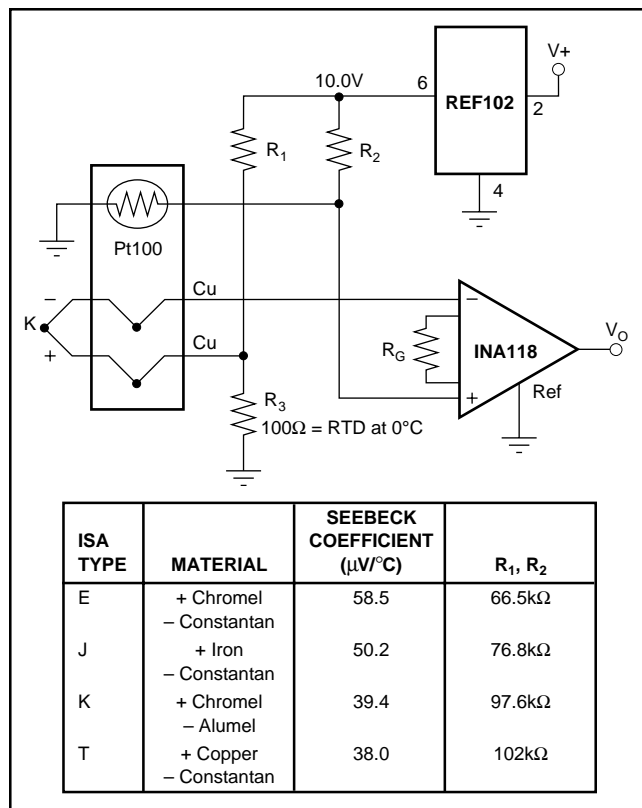 V+
10.0V
6
REF102
2
R1
R2
4
Pt100
−
Cu
K
Cu
+
−
RG
INA118
VO
Ref
+
R3
100Ω = RTD at 0°C
ISA TYPE
MATERIAL
SEEBECK COEFFICIENT (μV/°C)
R1, R2
E
+ Chromel
− Constantan
58.5
66.5kΩ
J
+ Iron
− Constantan
50.2
76.8kΩ
K
+ Chromel
− Alumel
39.4
97.6kΩ
T
+ Copper
− Constantan
38.0
102kΩ